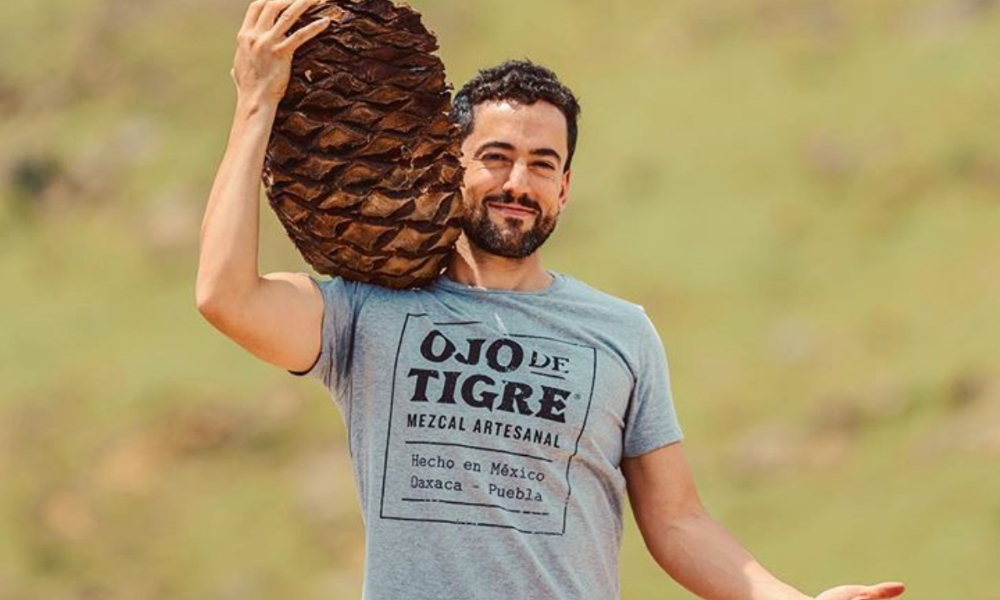 OJO DE
TIGRE®
MEZCAL ARTESANAL
Hecho en México
Oaxaca - Puebla